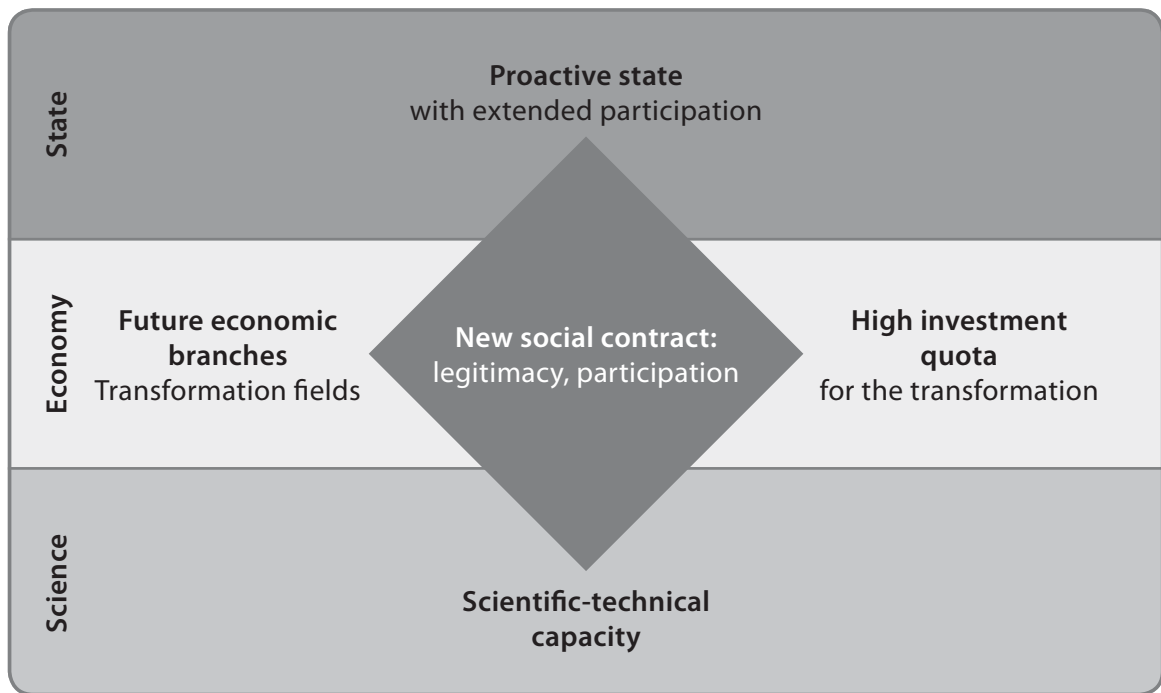 State
Proactive state
with extended participation
Economy
Future economic
branches
Transformation fields
New social contract:
legitimacy, participation
High investment
quota
for the transformation
Science
Scientific-technical
capacity